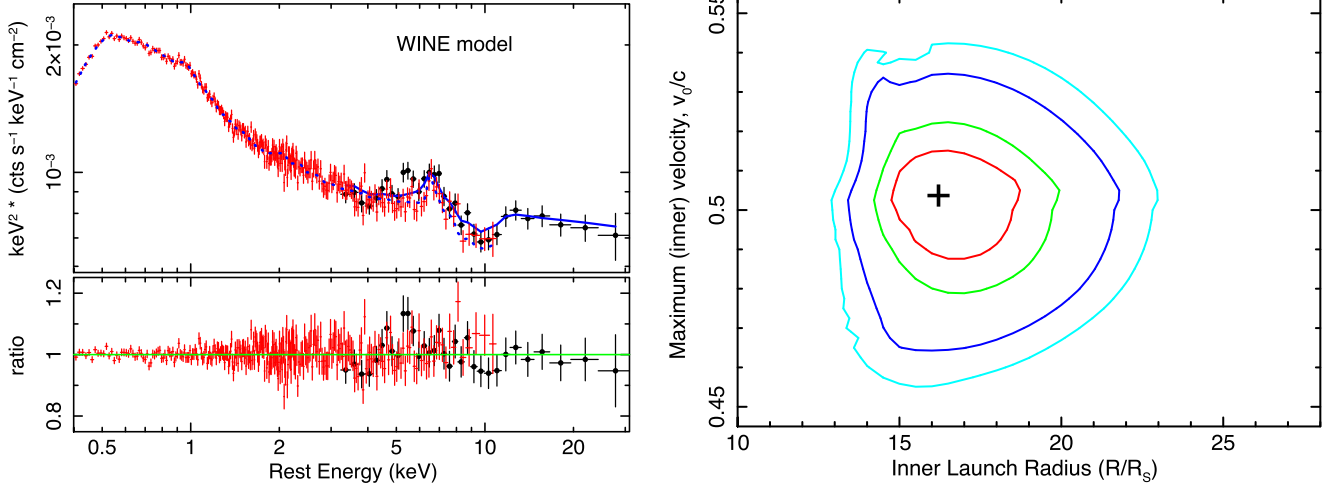 WINE model
keV² * (cts s⁻¹ keV⁻¹ cm⁻²)
2×10⁻³
10⁻³
ratio
1.2
1
0.8
0.5 1 2 5 10 20
Rest Energy (keV)
Maximum (inner) velocity, v₀/c
0.55
0.5
0.45
10 15 20 25
Inner Launch Radius (R/R_S)